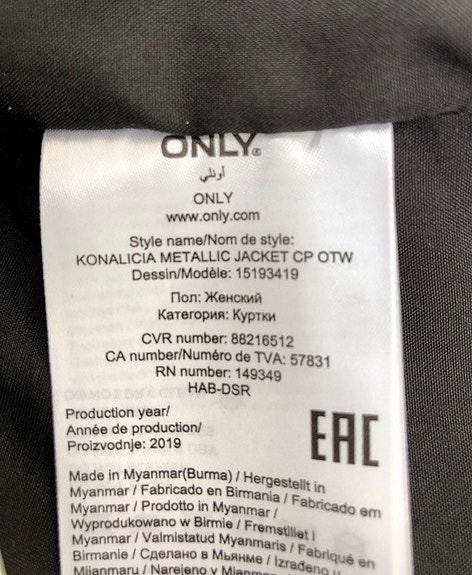 ONLY®
أونلي
ONLY
www.only.com
Style name/Nom de style:
KONALICIA METALLIC JACKET CP OTW
Dessin/Modèle: 15193419
Пол: Женский
Категория: Куртки
CVR number: 88216512
CA number/Numéro de TVA: 57831
RN number: 149349
HAB-DSR
Production year/
Année de production/
Proizvodnje: 2019
EAC
Made in Myanmar(Burma) / Hergestellt in
Myanmar / Fabricado en Birmania / Fabricado em
Myanmar / Prodotto in Myanmar /
Wyprodukowano w Birmie / Fremstillet i
Myanmar / Valmistatud Myanmaris / Fabriqué en
Birmanie / Сделано в Мьянме / Izrađeno u
Mijanmaru / Narejeno v